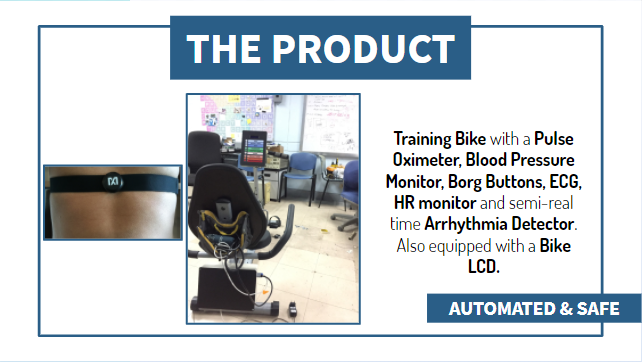 THE PRODUCT
Training Bike with a Pulse
Oximeter, Blood Pressure
Monitor, Borg Buttons, ECG,
HR monitor and semi-real
time Arrhythmia Detector.
Also equipped with a Bike
LCD.
AUTOMATED & SAFE